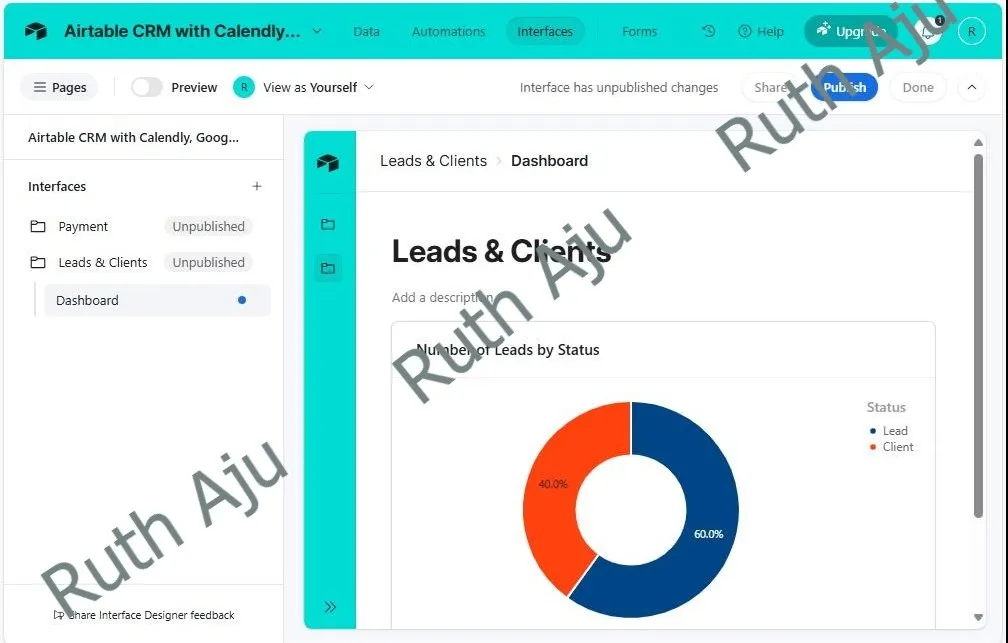 Airtable CRM with Calendly...
Data
Automations
Interfaces
Forms
Help
Upgrade
1
R
Pages
Preview
R
View as Yourself
Interface has unpublished changes
Share
Publish
Done
Airtable CRM with Calendly, Goog...
Interfaces
Payment
Unpublished
Leads & Clients
Unpublished
Dashboard
Share Interface Designer feedback
Leads & Clients
Dashboard
Leads & Clients
Add a description
Number of Leads by Status
40.0%
60.0%
Status
Lead
Client
Ruth Aju
Ruth Aju
Ruth Aju